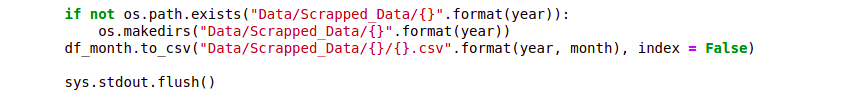 if not os.path.exists("Data/Scrapped_Data/{}".format(year)):
    os.makedirs("Data/Scrapped_Data/{}".format(year))
df_month.to_csv("Data/Scrapped_Data/{}/{}.csv".format(year, month), index = False)

sys.stdout.flush()